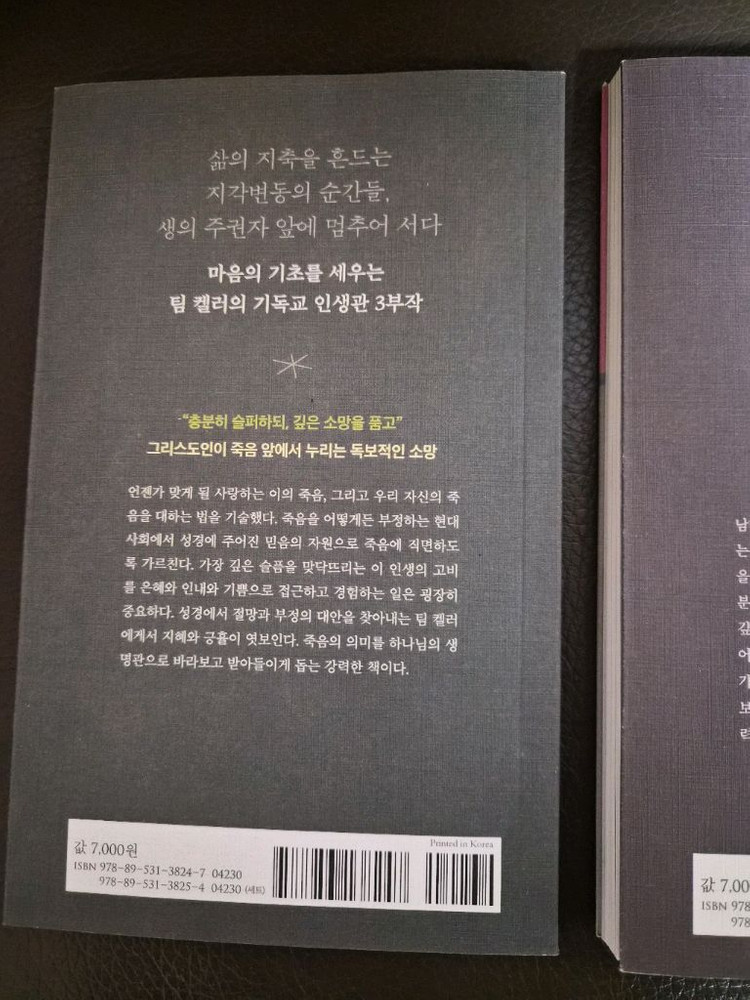 삶의 지축을 흔드는
지각변동의 순간들,
생의 주권자 앞에 멈추어 서다
마음의 기초를 세우는
팀 켈러의 기독교 인생관 3부작
"충분히 슬퍼하되, 깊은 소망을 품고"
그리스도인이 죽음 앞에서 누리는 독보적인 소망
언젠가 맞게 될 사랑하는 이의 죽음, 그리고 우리 자신의 죽
음을 대하는 법을 기술했다. 죽음을 어떻게든 부정하는 현대
사회에서 성경에 주어진 믿음의 자원으로 죽음에 직면하도
록 가르친다. 가장 깊은 슬픔을 맞닥뜨리는 이 인생의 고비
를 은혜와 인내와 기쁨으로 접근하고 경험하는 일은 굉장히
중요하다. 성경에서 절망과 부정의 대안을 찾아내는 팀 켈러
에게서 지혜와 긍휼이 엿보인다. 죽음의 의미를 하나님의 생
명관으로 바라보고 받아들이게 돕는 강력한 책이다.
값 7,000원
Printed in Korea
ISBN 978-89-531-3824-7 04230
978-89-531-3825-4 04230 (세트)
남
는
을
분
깊
어
기
보
런
값 7,00
ISBN 978
978